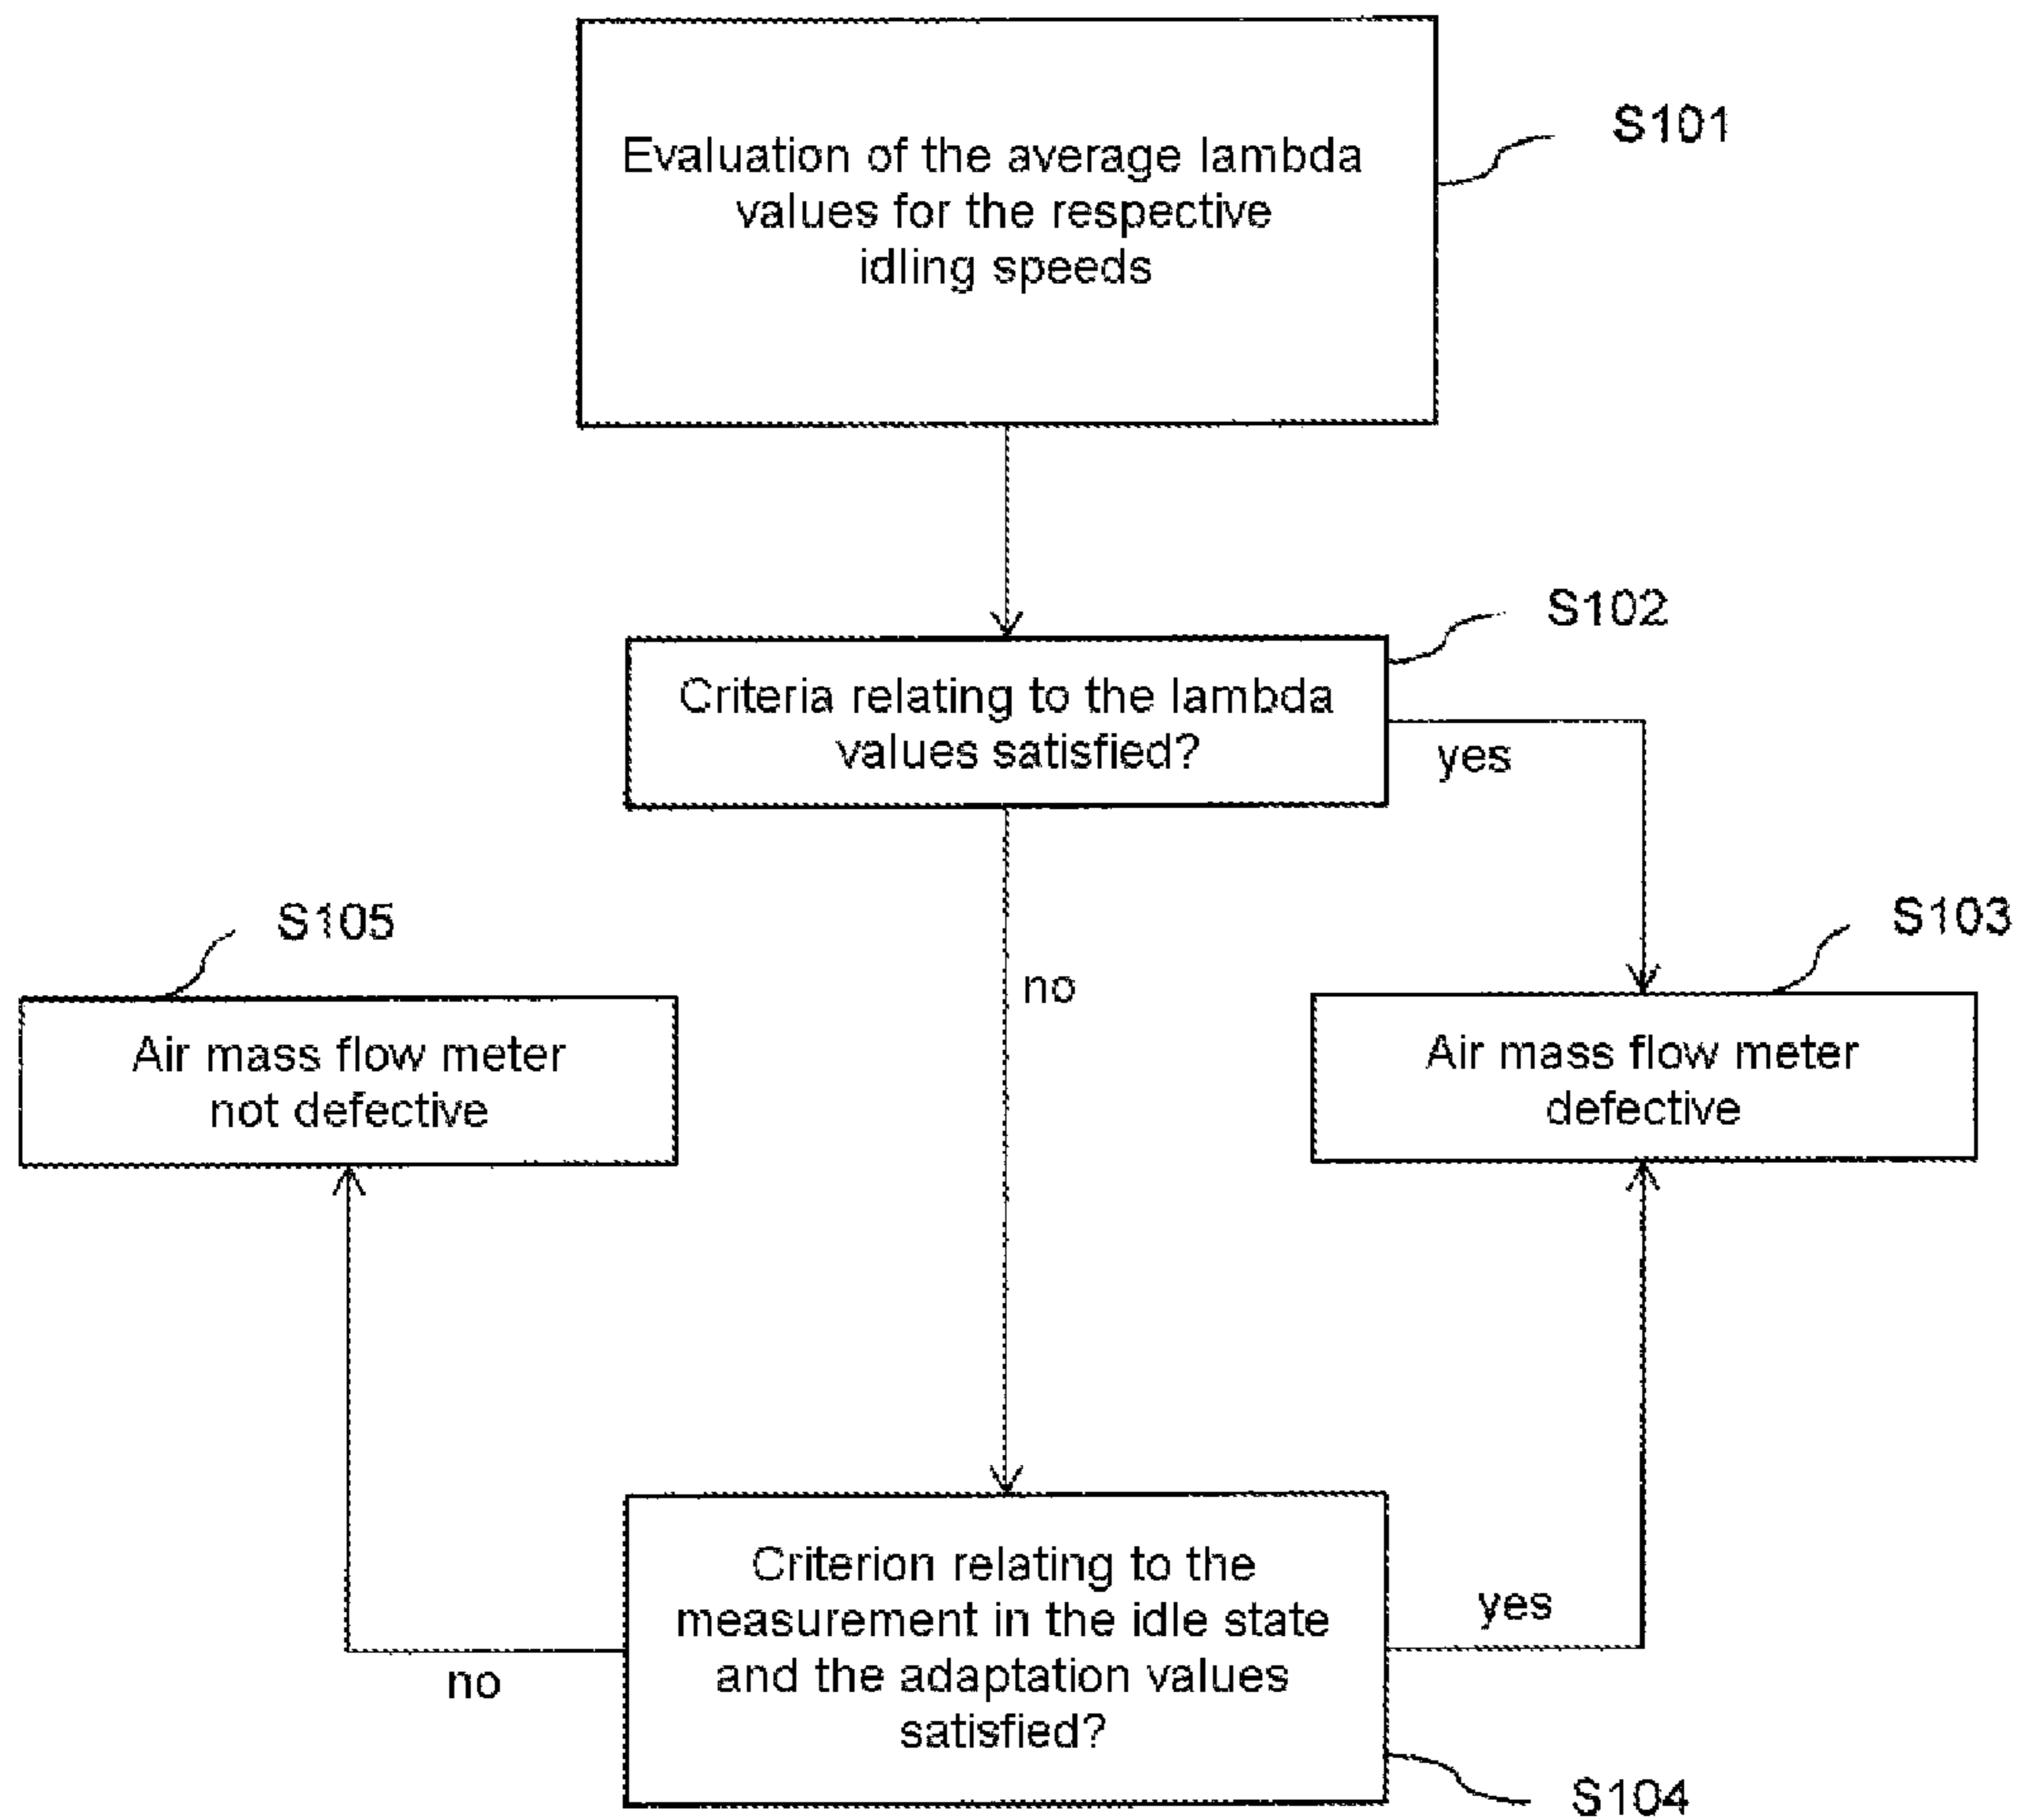 Evaluation of the average lambda
values for the respective
idling speeds
S101
S102
Criteria relating to the lambda
values satisfied?
yes
no
S105
Air mass flow meter
not defective
S103
Air mass flow meter
defective
Criterion relating to the
measurement in the idle state
and the adaptation values
satisfied?
yes
no
S104